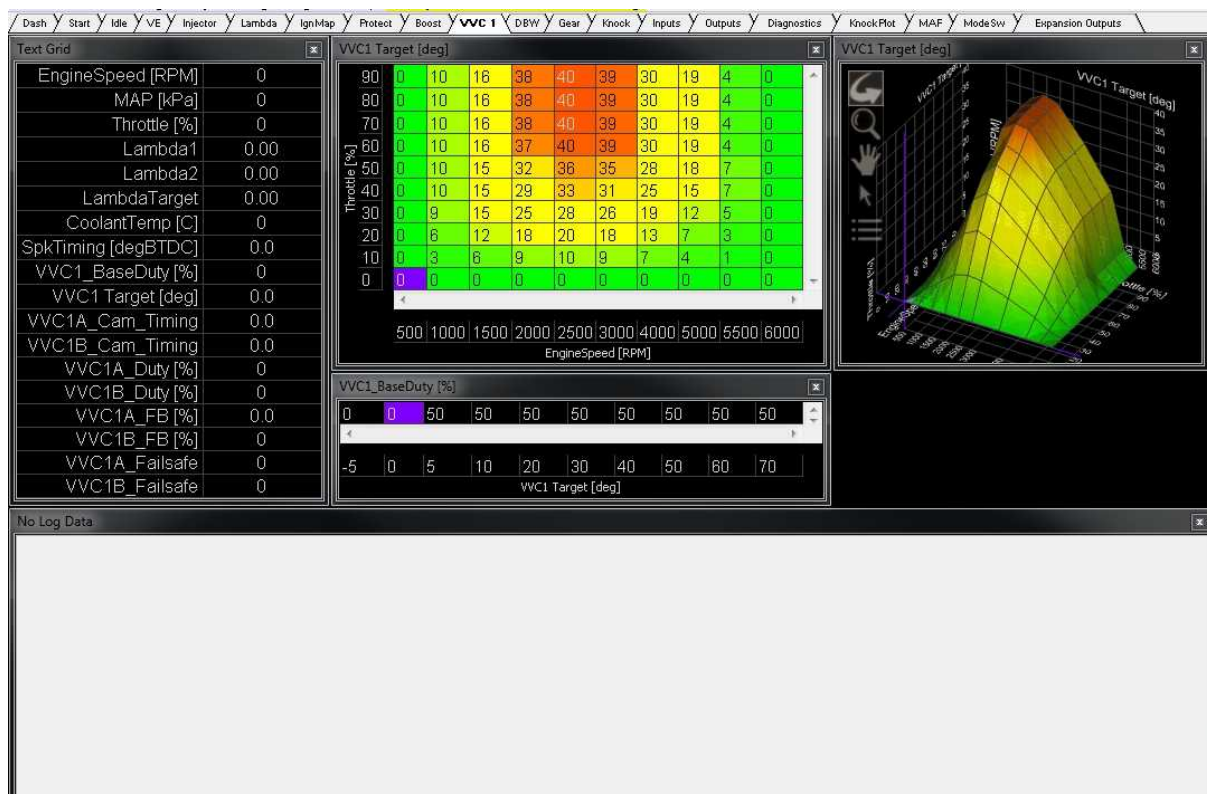 Dash Start Idle VE Injector Lambda IgnMap Protect Boost VVC 1 DBW Gear Knock Inputs Outputs Diagnostics KnockPlot MAF ModeSw Expansion Outputs
Text Grid
EngineSpeed [RPM] 0
MAP [kPa] 0
Throttle [%] 0
Lambda1 0.00
Lambda2 0.00
LambdaTarget 0.00
CoolantTemp [C] 0
SpkTiming [degBTDC] 0.0
VVC1_BaseDuty [%] 0
VVC1 Target [deg] 0.0
VVC1A_Cam_Timing 0.0
VVC1B_Cam_Timing 0.0
VVC1A_Duty [%] 0
VVC1B_Duty [%] 0
VVC1A_FB [%] 0.0
VVC1B_FB [%] 0
VVC1A_Failsafe 0
VVC1B_Failsafe 0
VVC1 Target [deg]
Throttle [%]
90 0 10 16 38 40 39 30 19 4 0
80 0 10 16 38 40 39 30 19 4 0
70 0 10 16 38 40 39 30 19 4 0
60 0 10 16 37 40 39 30 19 4 0
50 0 10 15 32 36 35 28 18 7 0
40 0 10 15 29 33 31 25 15 7 0
30 0 9 15 25 28 26 19 12 5 0
20 0 6 12 18 20 18 13 7 3 0
10 0 3 6 9 10 9 7 4 1 0
0 0 0 0 0 0 0 0 0 0 0
500 1000 1500 2000 2500 3000 4000 5000 5500 6000
EngineSpeed [RPM]
VVC1_BaseDuty [%]
0 0 50 50 50 50 50 50 50 50
-5 0 5 10 20 30 40 50 60 70
VVC1 Target [deg]
VVC1 Target [deg]
VVC1 Target [deg]
40
35
30
25
20
15
10
5
No Log Data